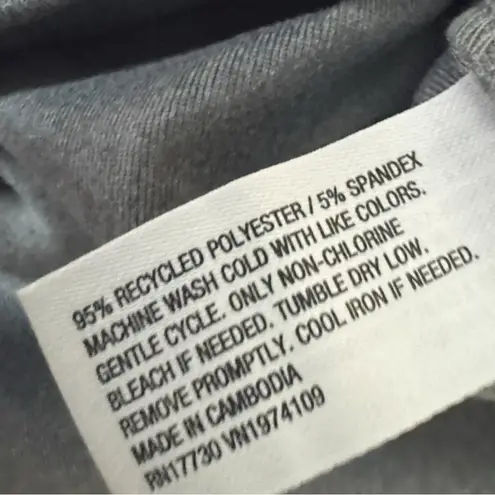 95% RECYCLED POLYESTER / 5% SPANDEX
MACHINE WASH COLD WITH LIKE COLORS.
GENTLE CYCLE. ONLY NON-CHLORINE
BLEACH IF NEEDED. TUMBLE DRY LOW.
REMOVE PROMPTLY. COOL IRON IF NEEDED.
MADE IN CAMBODIA
RN17730 VN1974109